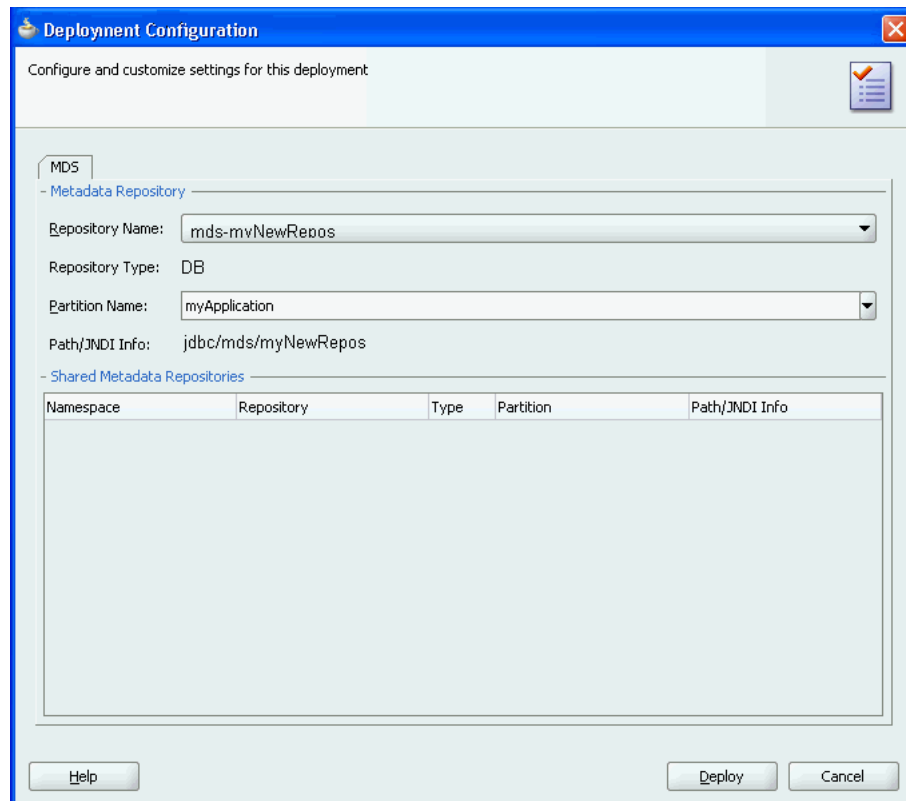 Deployment Configuration
Configure and customize settings for this deployment
MDS
Metadata Repository
Repository Name: mds-myNewRepos
Repository Type: DB
Partition Name: myApplication
Path/JNDI Info: jdbc/mds/myNewRepos
Shared Metadata Repositories
Namespace Repository Type Partition Path/JNDI Info
Help Deploy Cancel